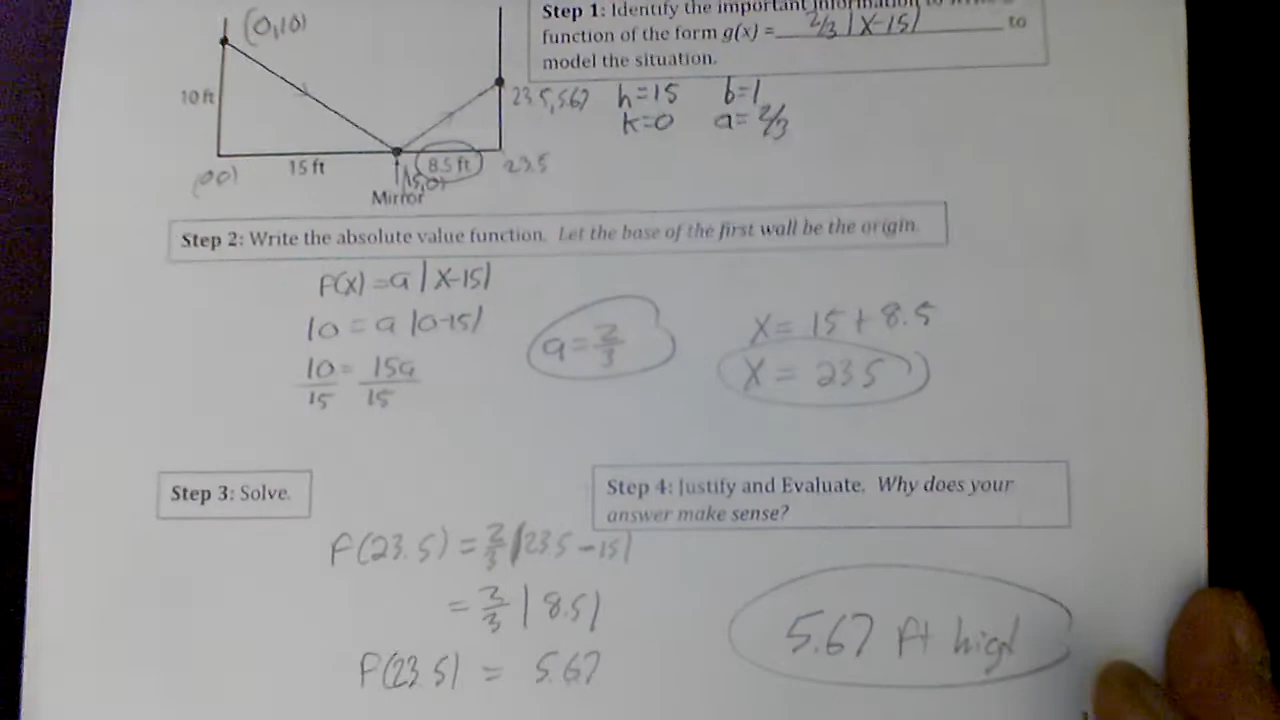 (0,10)
10 ft
15 ft
8.5 ft
(00)
(15,0)
Mirror
23.5,5.67
23.5
Step 1: Identify the important information to write a
function of the form g(x) = 2/3 |x-15| to
model the situation.
h=15 b=1
k=0 a=2/3
Step 2: Write the absolute value function. Let the base of the first wall be the origin.
F(x) = a |x-15|
10 = a |0-15|
10 = 15a
15 15
a = 2/3
x = 15 + 8.5
x = 23.5
Step 3: Solve.
Step 4: Justify and Evaluate. Why does your
answer make sense?
F(23.5) = 2/3 |23.5 - 15|
= 2/3 | 8.5|
F(23.5) = 5.67
5.67 ft high